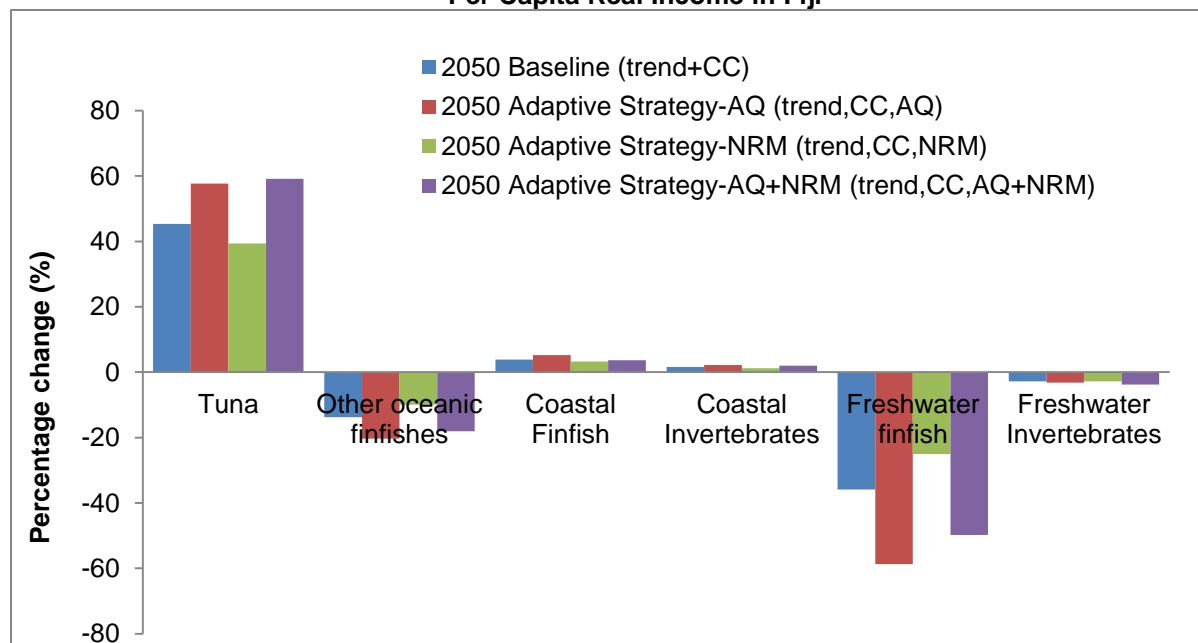 Per Capita Real Income in Fiji
2050 Baseline (trend+CC)
2050 Adaptive Strategy-AQ (trend,CC,AQ)
2050 Adaptive Strategy-NRM (trend,CC,NRM)
2050 Adaptive Strategy-AQ+NRM (trend,CC,AQ+NRM)
Percentage change (%)
80
60
40
20
0
-20
-40
-60
-80
Tuna
Other oceanic
finfishes
Coastal
Finfish
Coastal
Invertebrates
Freshwater
finfish
Freshwater
Invertebrates